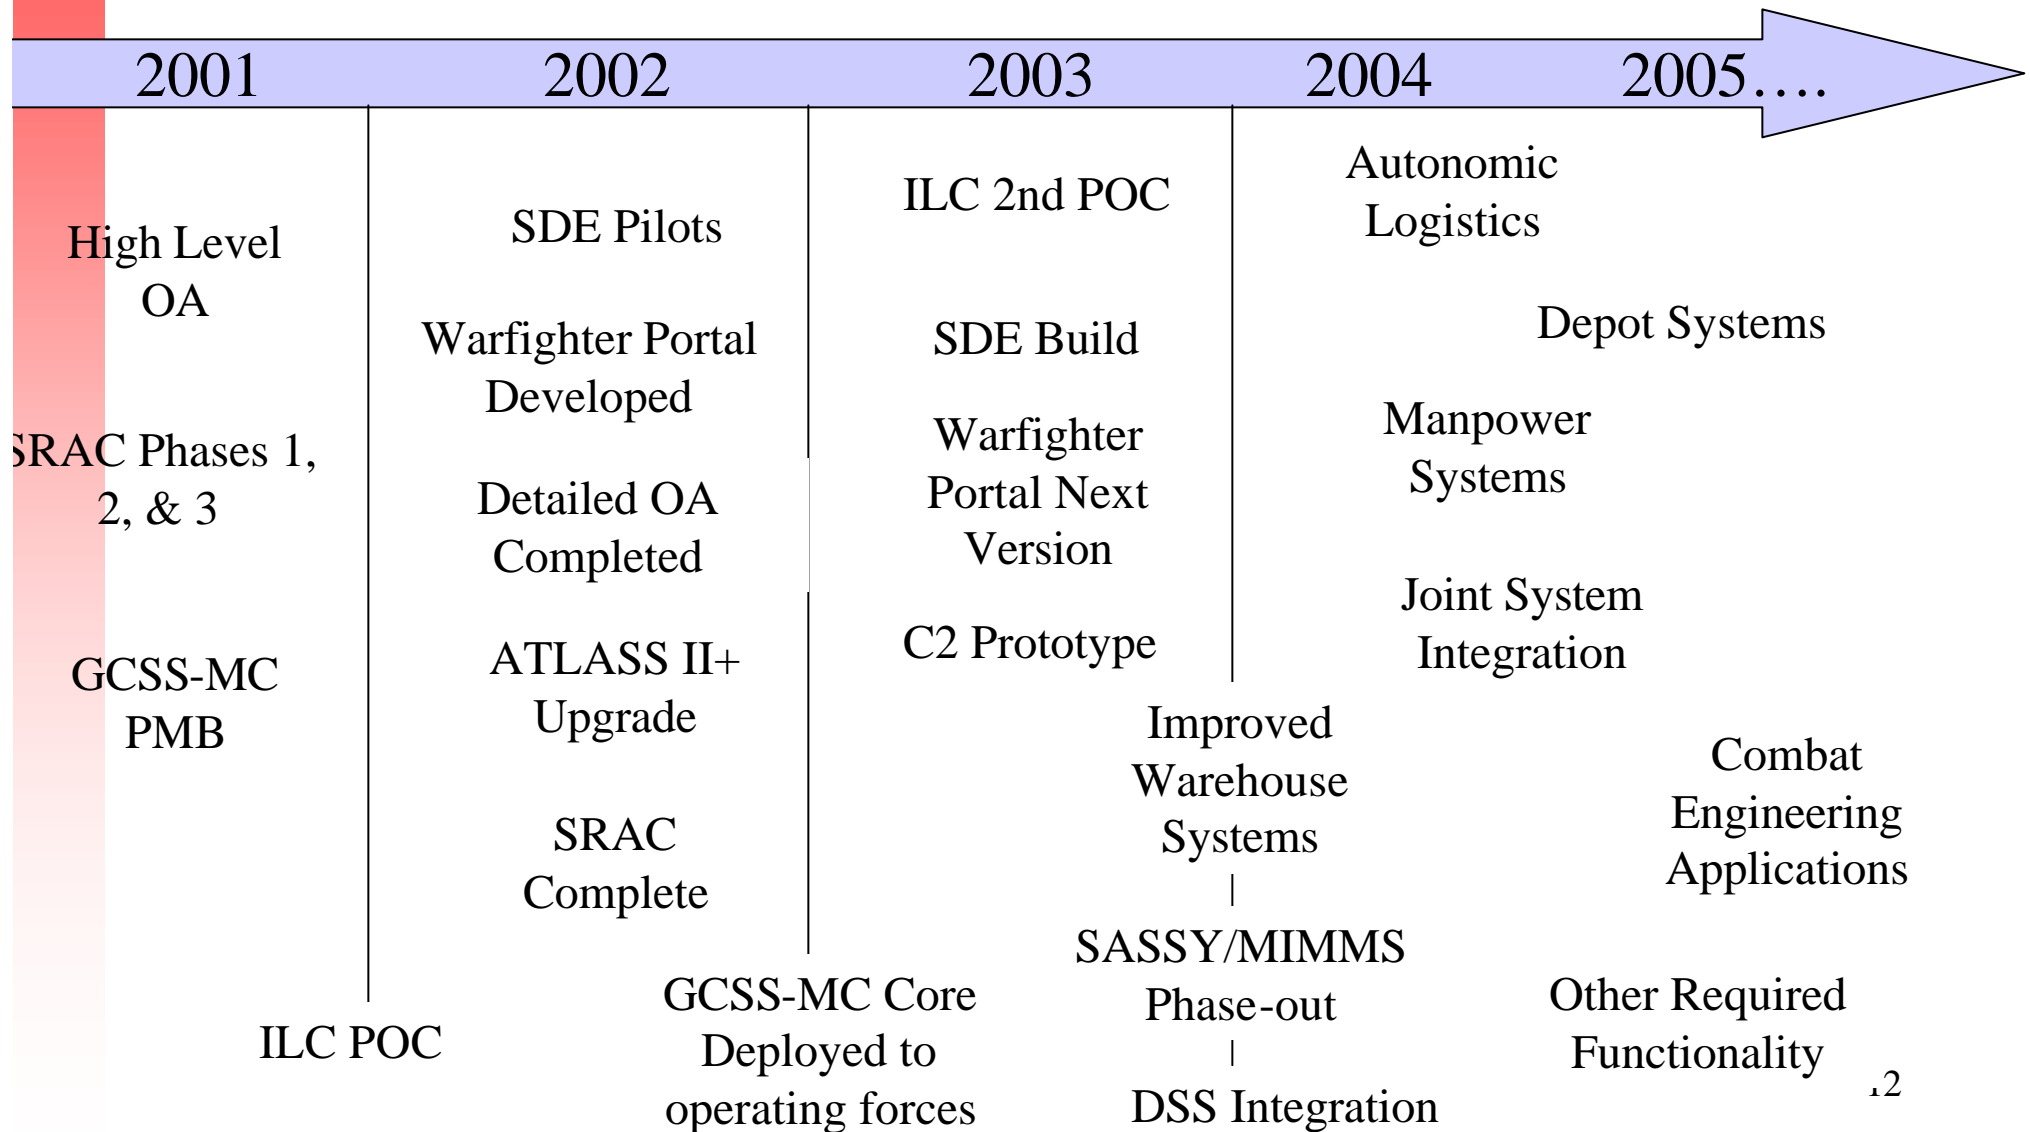 2001 2002 2003 2004 2005….
High Level
OA
SRAC Phases 1,
2, & 3
GCSS-MC
PMB
ILC POC
SDE Pilots
Warfighter Portal
Developed
Detailed OA
Completed
ATLASS II+
Upgrade
SRAC
Complete
GCSS-MC Core
Deployed to
operating forces
ILC 2nd POC
SDE Build
Warfighter
Portal Next
Version
C2 Prototype
Improved
Warehouse
Systems
SASSY/MIMMS
Phase-out
DSS Integration
Autonomic
Logistics
Depot Systems
Manpower
Systems
Joint System
Integration
Combat
Engineering
Applications
Other Required
Functionality
12